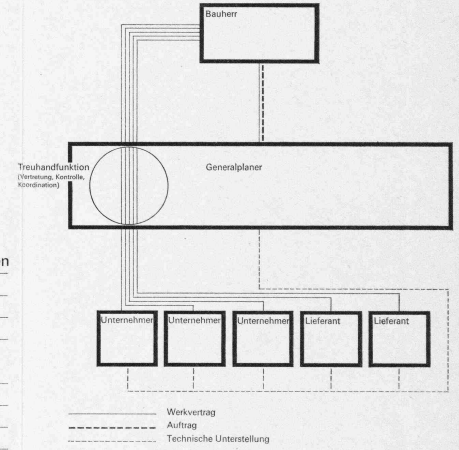 Bauherr
Treuhandfunktion
(Vertretung, Kontrolle,
Koordination)
Generalplaner
n
Unternehmer
Unternehmer
Unternehmer
Lieferant
Lieferant
Werkvertrag
Auftrag
Technische Unterstellung